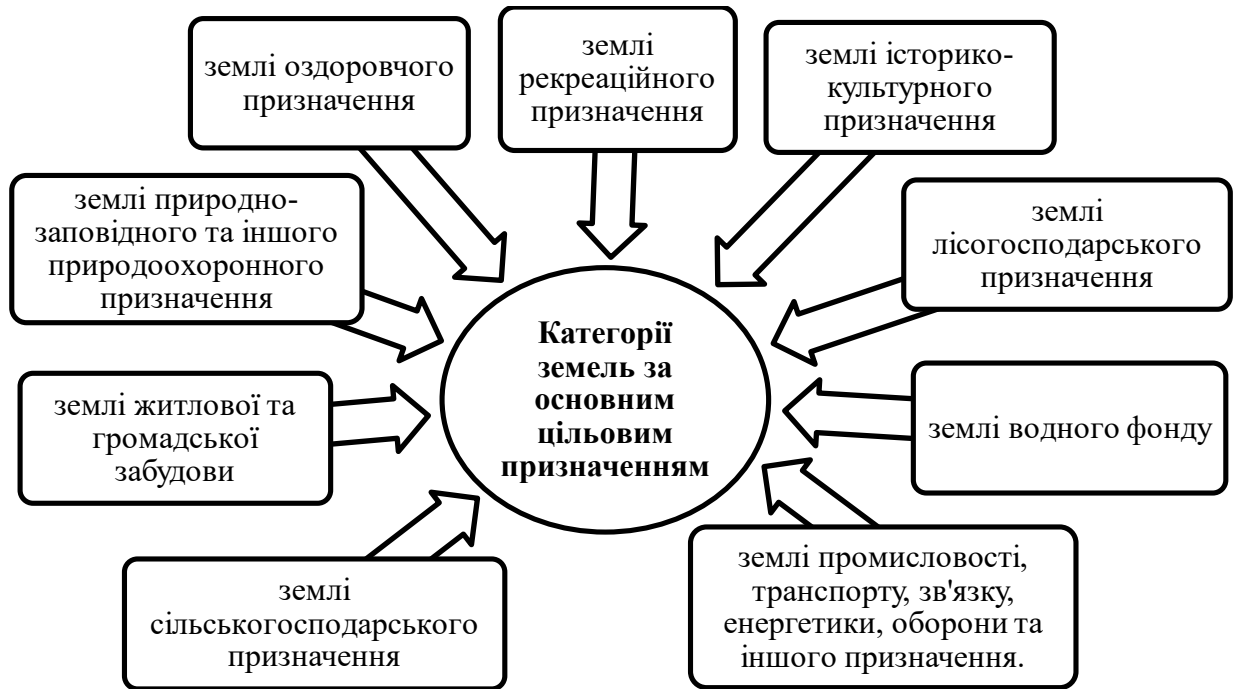 землі оздоровчого
призначення
землі
рекреаційного
призначення
землі історико-
культурного
призначення
землі природно-
заповідного та іншого
природоохоронного
призначення
землі
лісогосподарського
призначення
Категорії
земель за
основним
цільовим
призначенням
землі житлової та
громадської
забудови
землі водного фонду
землі
сільськогосподарського
призначення
землі промисловості,
транспорту, зв'язку,
енергетики, оборони та
іншого призначення.